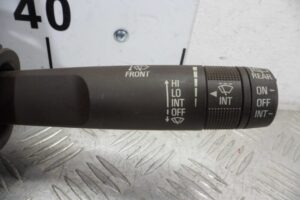 40
FRONT
HI
LO
INT
OFF
INT
REAR
ON
OFF
INT